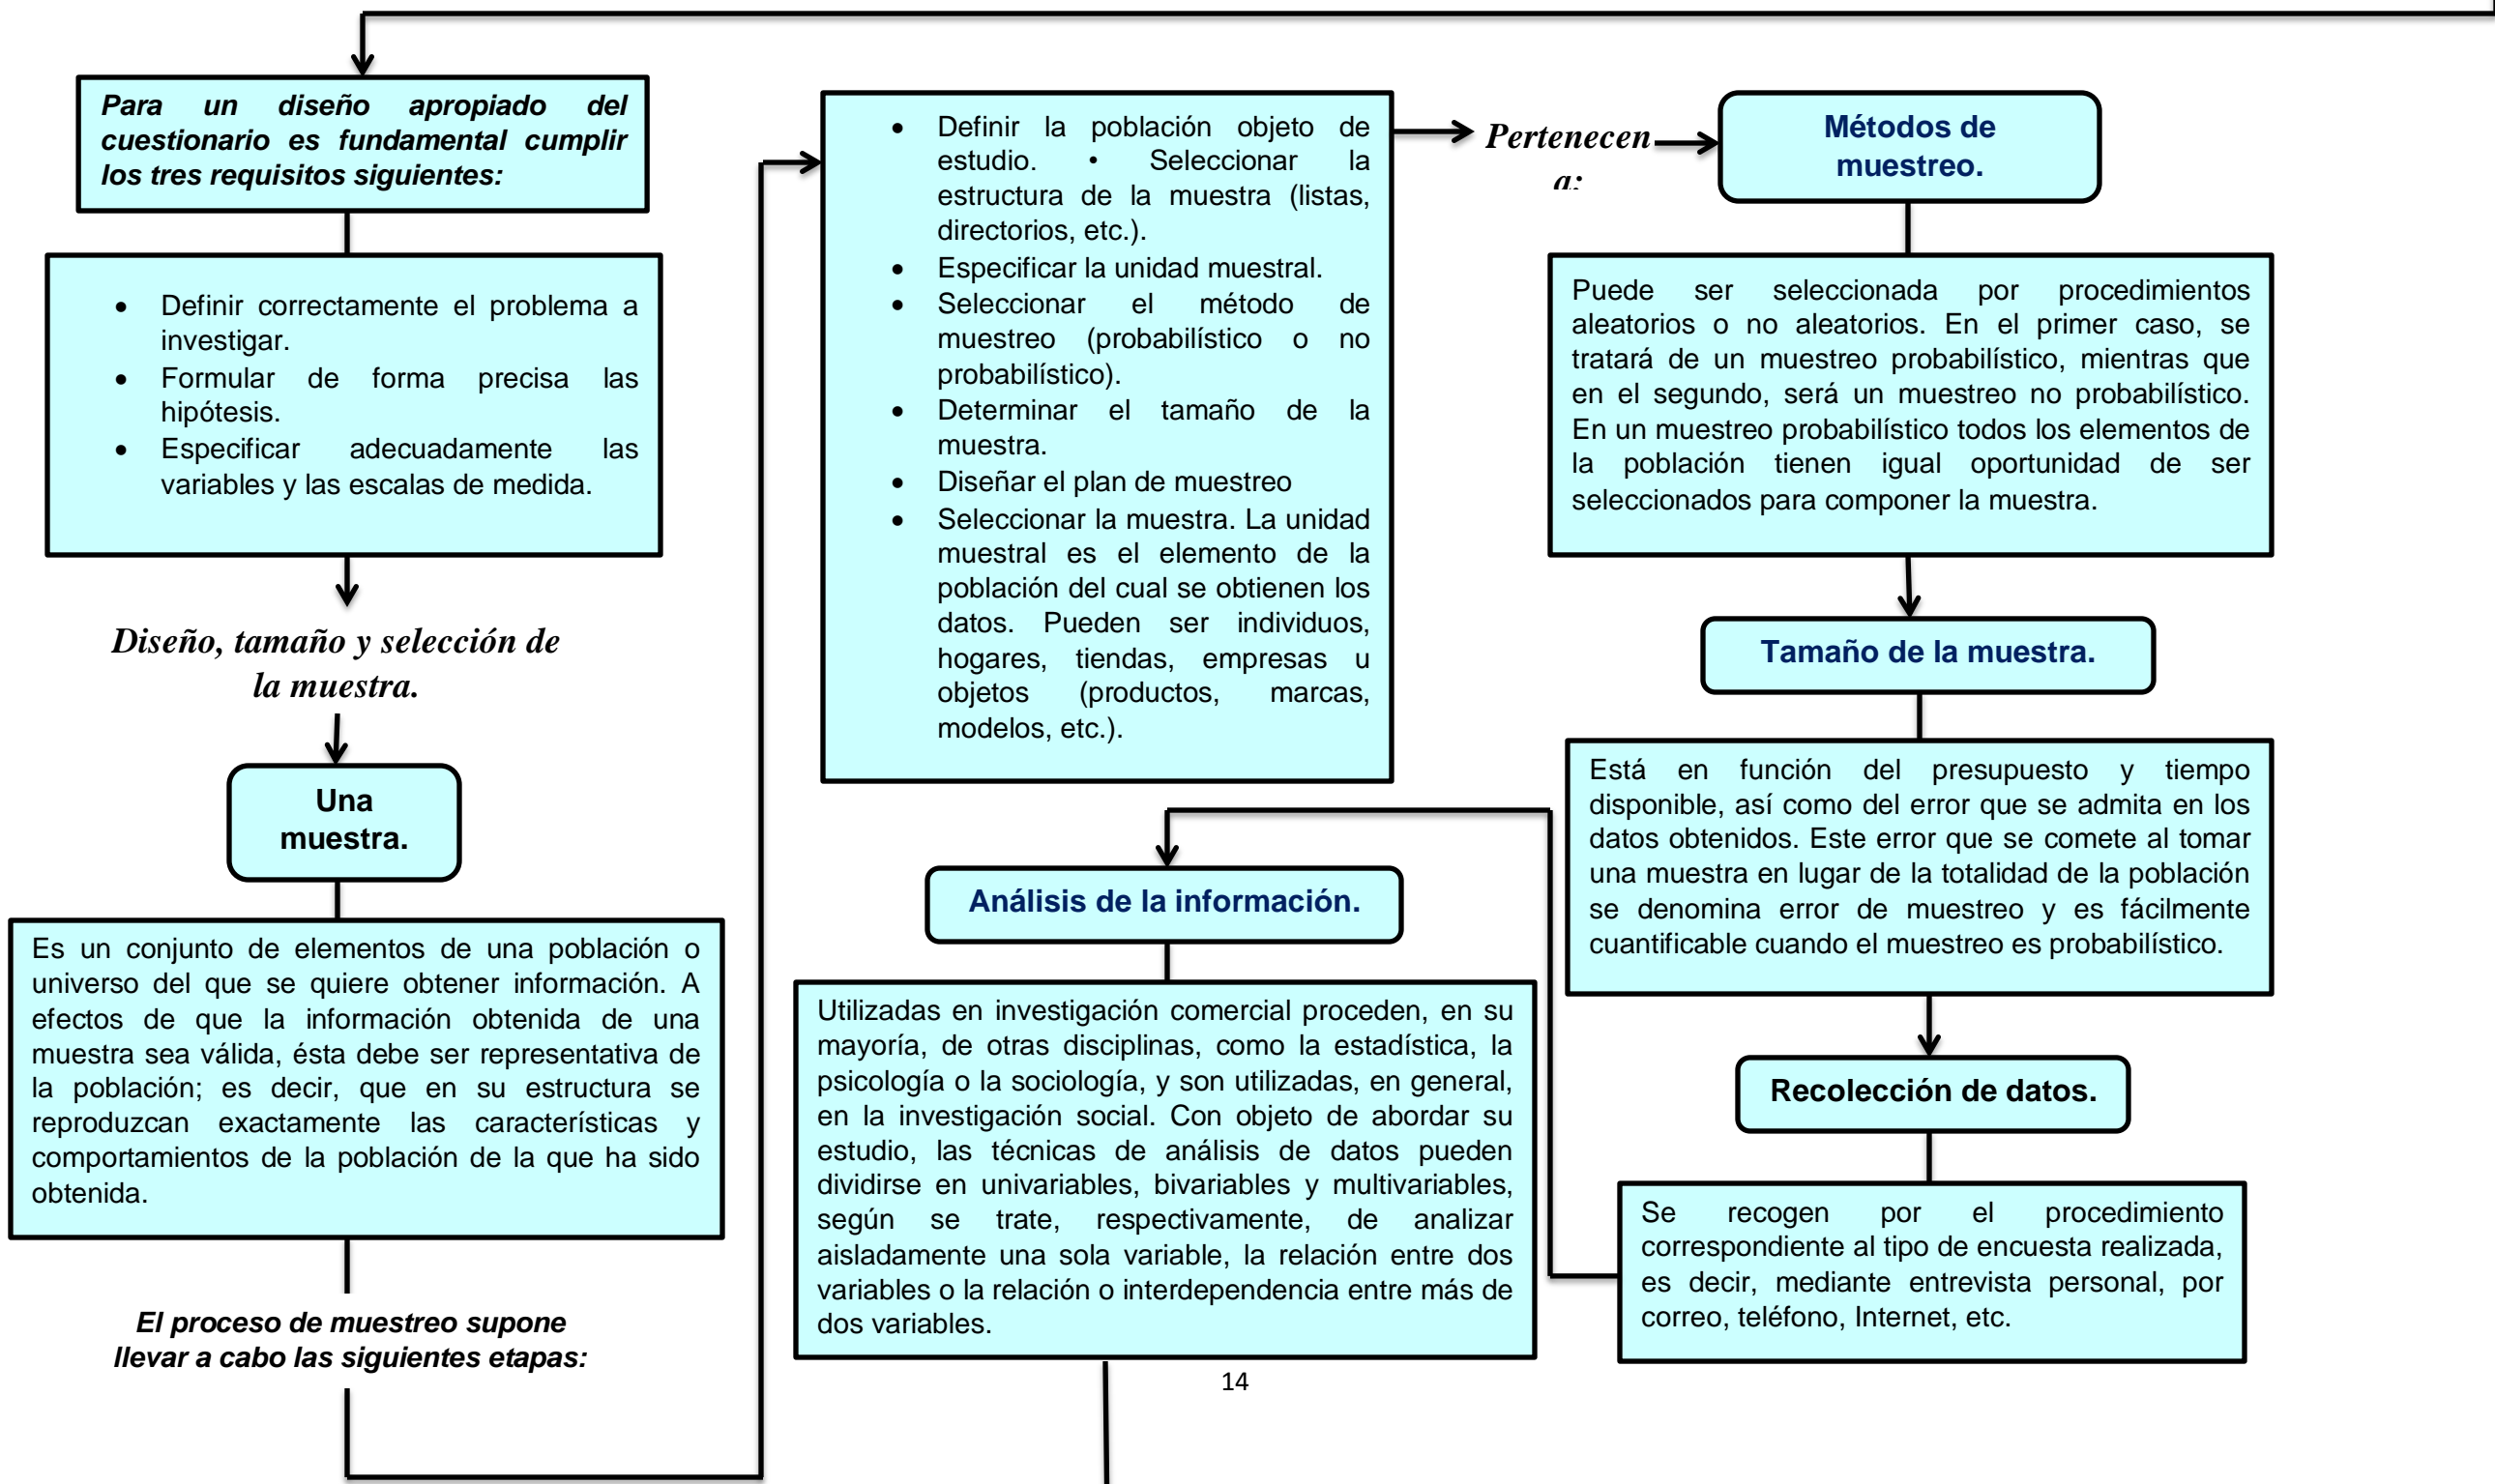 Para un diseño apropiado del
cuestionario es fundamental cumplir
los tres requisitos siguientes:
• Definir correctamente el problema a
investigar.
• Formular de forma precisa las
hipótesis.
• Especificar adecuadamente las
variables y las escalas de medida.
Diseño, tamaño y selección de
la muestra.
Una
muestra.
Es un conjunto de elementos de una población o
universo del que se quiere obtener información. A
efectos de que la información obtenida de una
muestra sea válida, ésta debe ser representativa de
la población; es decir, que en su estructura se
reproduzcan exactamente las características y
comportamientos de la población de la que ha sido
obtenida.
El proceso de muestreo supone
llevar a cabo las siguientes etapas:
• Definir la población objeto de
estudio. • Seleccionar la
estructura de la muestra (listas,
directorios, etc.).
• Especificar la unidad muestral.
• Seleccionar el método de
muestreo (probabilístico o no
probabilístico).
• Determinar el tamaño de la
muestra.
• Diseñar el plan de muestreo
• Seleccionar la muestra. La unidad
muestral es el elemento de la
población del cual se obtienen los
datos. Pueden ser individuos,
hogares, tiendas, empresas u
objetos (productos, marcas,
modelos, etc.).
Pertenecen
a:
Métodos de
muestreo.
Puede ser seleccionada por procedimientos
aleatorios o no aleatorios. En el primer caso, se
tratará de un muestreo probabilístico, mientras que
en el segundo, será un muestreo no probabilístico.
En un muestreo probabilístico todos los elementos de
la población tienen igual oportunidad de ser
seleccionados para componer la muestra.
Tamaño de la muestra.
Está en función del presupuesto y tiempo
disponible, así como del error que se admita en los
datos obtenidos. Este error que se comete al tomar
una muestra en lugar de la totalidad de la población
se denomina error de muestreo y es fácilmente
cuantificable cuando el muestreo es probabilístico.
Recolección de datos.
Se recogen por el procedimiento
correspondiente al tipo de encuesta realizada,
es decir, mediante entrevista personal, por
correo, teléfono, Internet, etc.
Análisis de la información.
Utilizadas en investigación comercial proceden, en su
mayoría, de otras disciplinas, como la estadística, la
psicología o la sociología, y son utilizadas, en general,
en la investigación social. Con objeto de abordar su
estudio, las técnicas de análisis de datos pueden
dividirse en univariables, bivariables y multivariables,
según se trate, respectivamente, de analizar
aisladamente una sola variable, la relación entre dos
variables o la relación o interdependencia entre más de
dos variables.
14